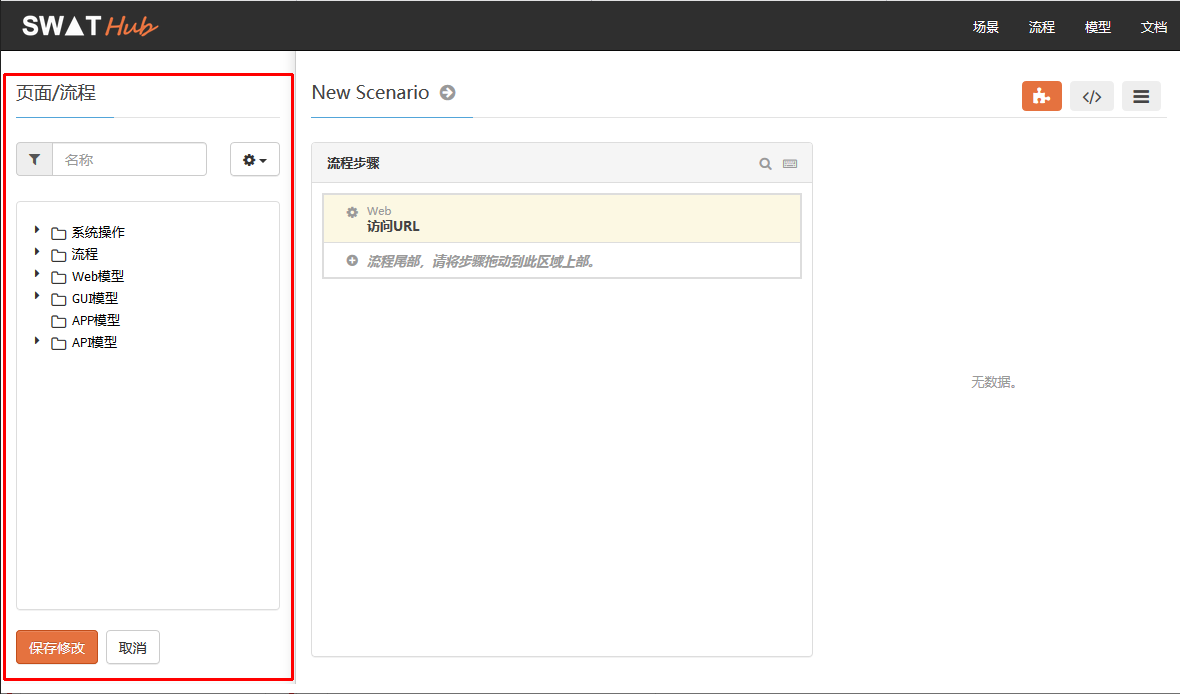 SWAT Hub
场景 流程 模型 文档
页面/流程
New Scenario
</>
名称
流程步骤
Web
访问URL
流程尾部，请将步骤拖动到此区域上部。
系统操作
流程
Web模型
GUI模型
APP模型
API模型
无数据。
保存修改 取消